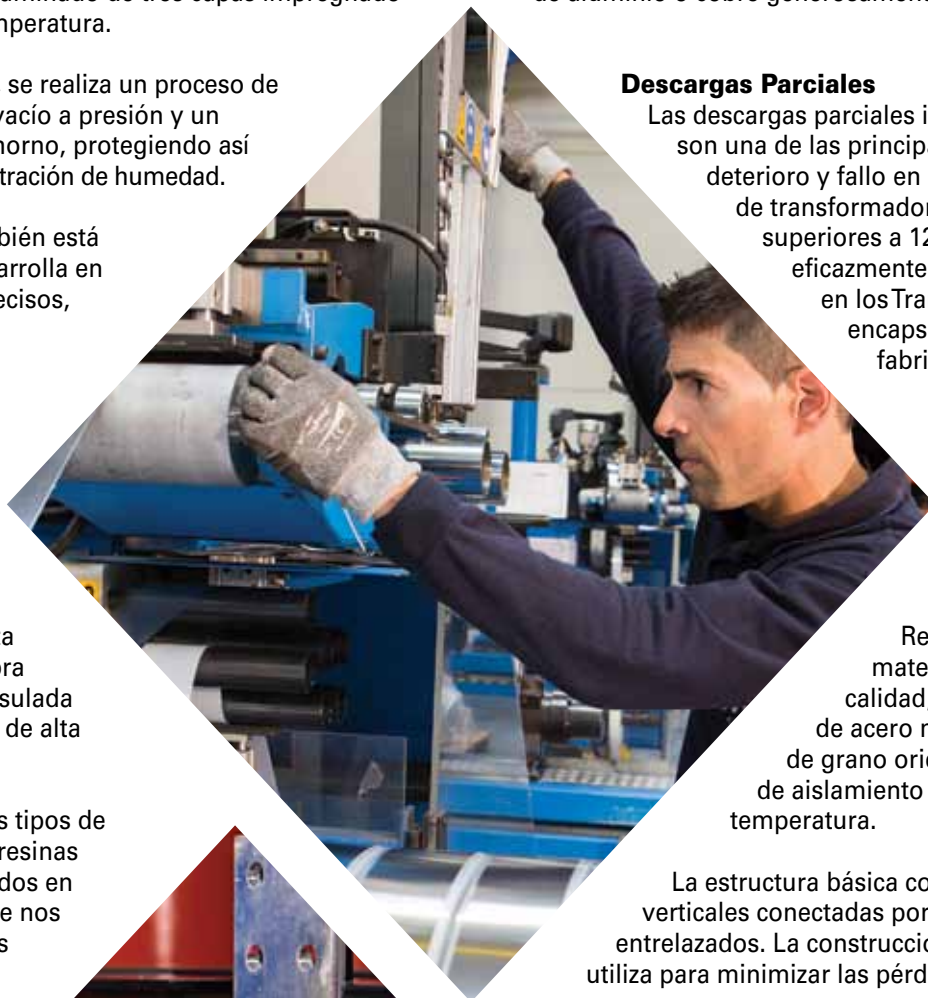 aminado de tres capas impregnado
nperatura.
se realiza un proceso de
vacío a presión y un
horno, protegiendo así
tración de humedad.
bién está
arrolla en
ecisos,
ta
ora
sulada
de alta
s tipos de
resinas
dos en
e nos
s
de aluminio o cobre generosamen
Descargas Parciales
Las descargas parciales i
son una de las principa
deterioro y fallo en
de transformador
superiores a 12
eficazmente
en los Tra
encaps
fabri
Re
mate
calidad,
de acero m
de grano orie
de aislamiento
temperatura.
La estructura básica co
verticales conectadas por
entrelazados. La construcció
utiliza para minimizar las pérd